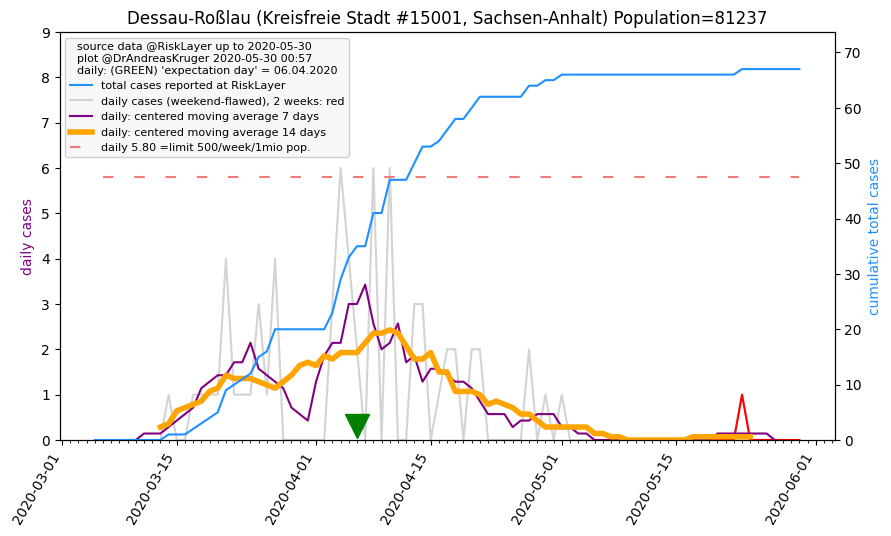 Dessau-Roßlau (Kreisfreie Stadt #15001, Sachsen-Anhalt) Population=81237
source data @RiskLayer up to 2020-05-30
plot @DrAndreasKruger 2020-05-30 00:57
daily: (GREEN) 'expectation day' = 06.04.2020
total cases reported at RiskLayer
daily cases (weekend-flawed), 2 weeks: red
daily: centered moving average 7 days
daily: centered moving average 14 days
daily 5.80 =limit 500/week/1mio pop.
daily cases
9
8
7
6
5
4
3
2
1
0
cumulative total cases
70
60
50
40
30
20
10
0
2020-03-01
2020-03-15
2020-04-01
2020-04-15
2020-05-01
2020-05-15
2020-06-01